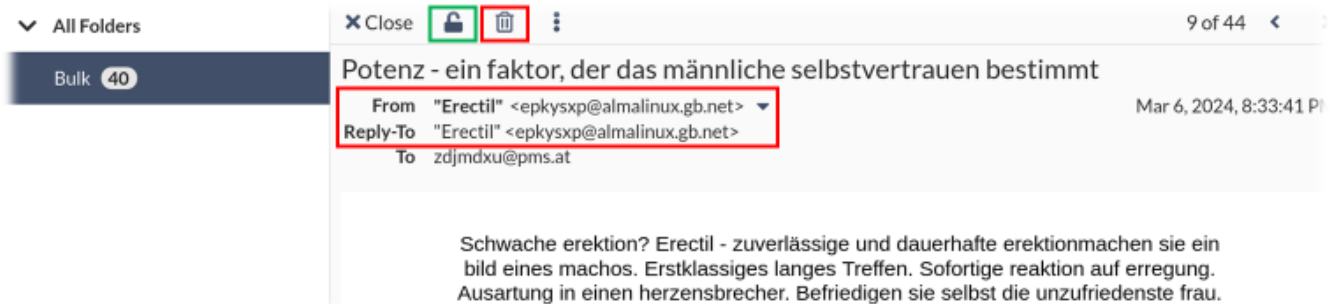 All Folders
Bulk 40
Close
9 of 44
Potenz - ein faktor, der das männliche selbstvertrauen bestimmt
From "Erectil" <epkysxp@almalinux.gb.net>
Mar 6, 2024, 8:33:41 P
Reply-To "Erectil" <epkysxp@almalinux.gb.net>
To zdjmdxu@pms.at
Schwache erektion? Erectil - zuverlässige und dauerhafte erektionmachen sie ein
bild eines machos. Erstklassiges langes Treffen. Sofortige reaktion auf erregung.
Ausartung in einen herzensbrecher. Befriedigen sie selbst die unzufriedenste frau.